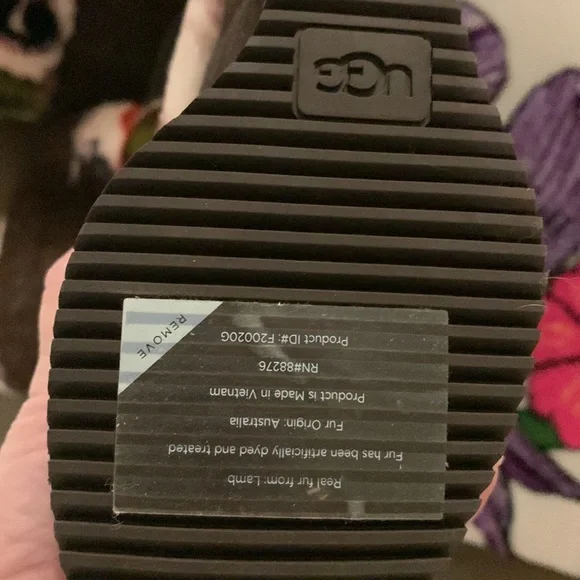 UGG
Real fur from: Lamb
Fur has been artificially dyed and treated
Fur Origin: Australia
Product is Made in Vietnam
RN#88276
Product ID#: F20020G
REMOVE